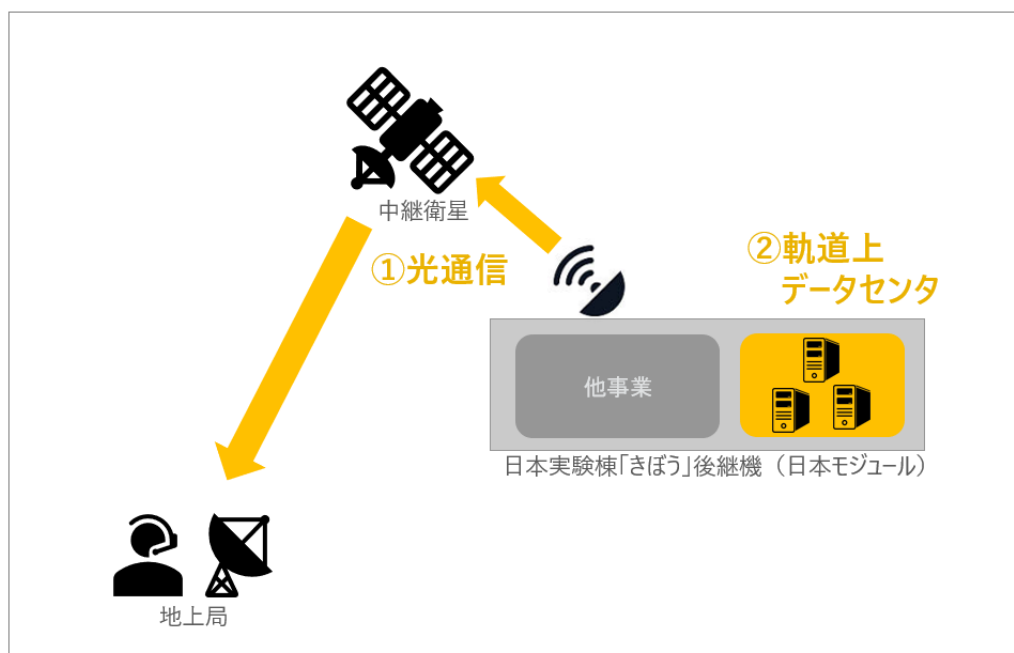 中継衛星
①光通信
②軌道上
データセンタ
他事業
日本実験棟「きぼう」後継機（日本モジュール）
地上局